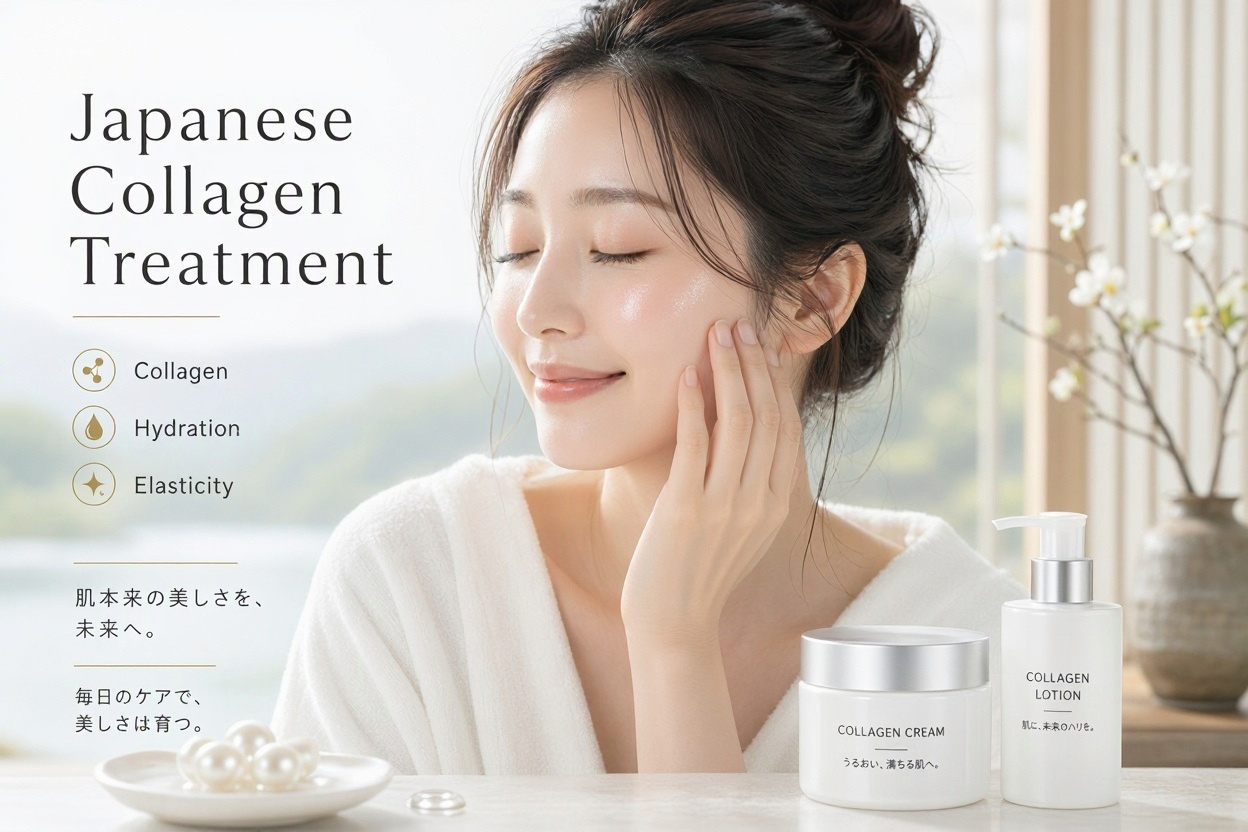 Japanese
Collagen
Treatment
Collagen
Hydration
Elasticity
肌本来の美しさを、
未来へ。
毎日のケアで、
美しさは育つ。
COLLAGEN CREAM
うるおい、満ちる肌へ。
COLLAGEN
LOTION
肌に、未来のハリを。